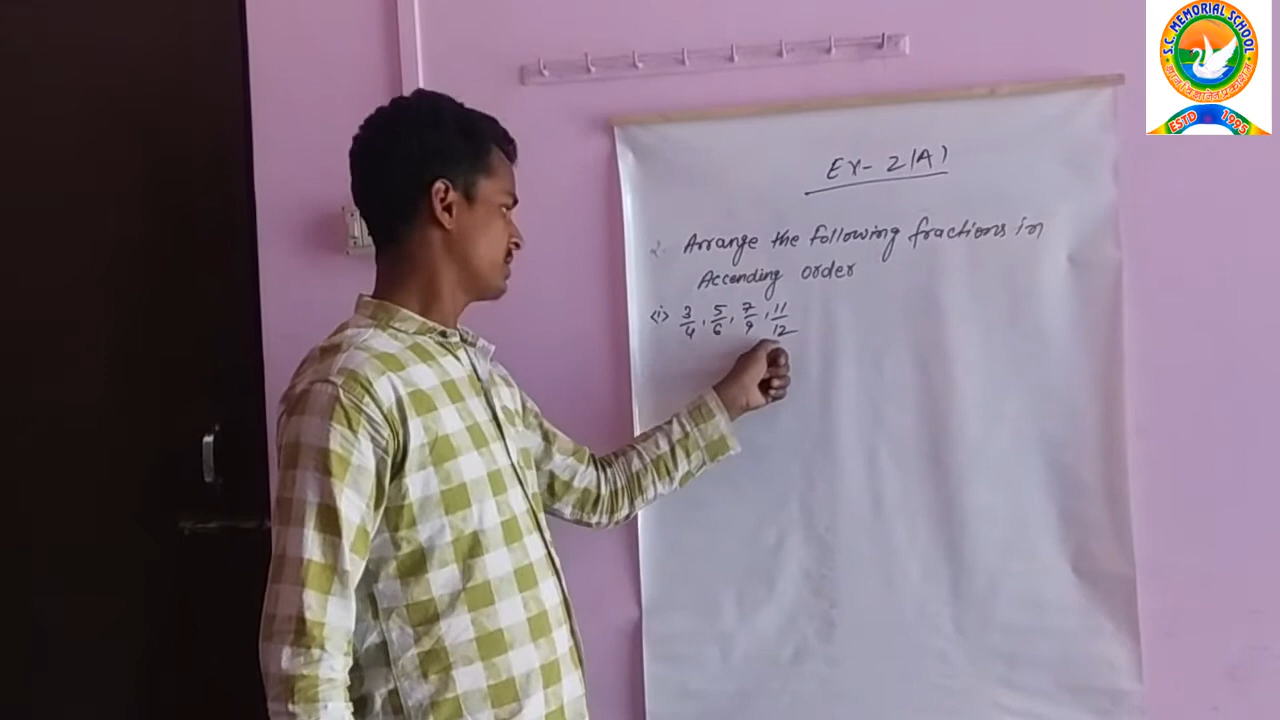 S.C. MEMORIAL SCHOOL
ESTD 1995
Ex- 2(A)
2. Arrange the following fractions in
Accending order
(i) 3/4, 5/6, 7/9, 11/12